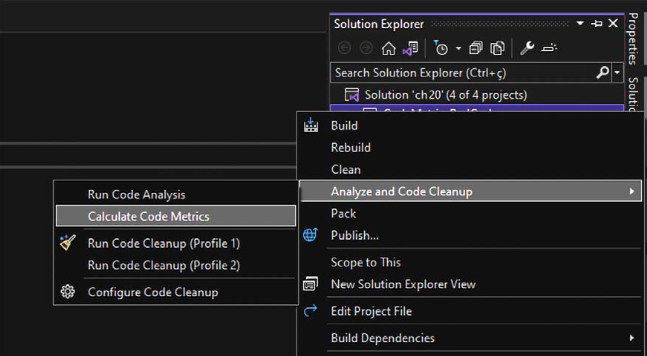 Solution Explorer
Search Solution Explorer (Ctrl+ç)
Solution 'ch20' (4 of 4 projects)
Build
Rebuild
Clean
Analyze and Code Cleanup
Pack
Publish...
Scope to This
New Solution Explorer View
Edit Project File
Build Dependencies
Run Code Analysis
Calculate Code Metrics
Run Code Cleanup (Profile 1)
Run Code Cleanup (Profile 2)
Configure Code Cleanup
Properties